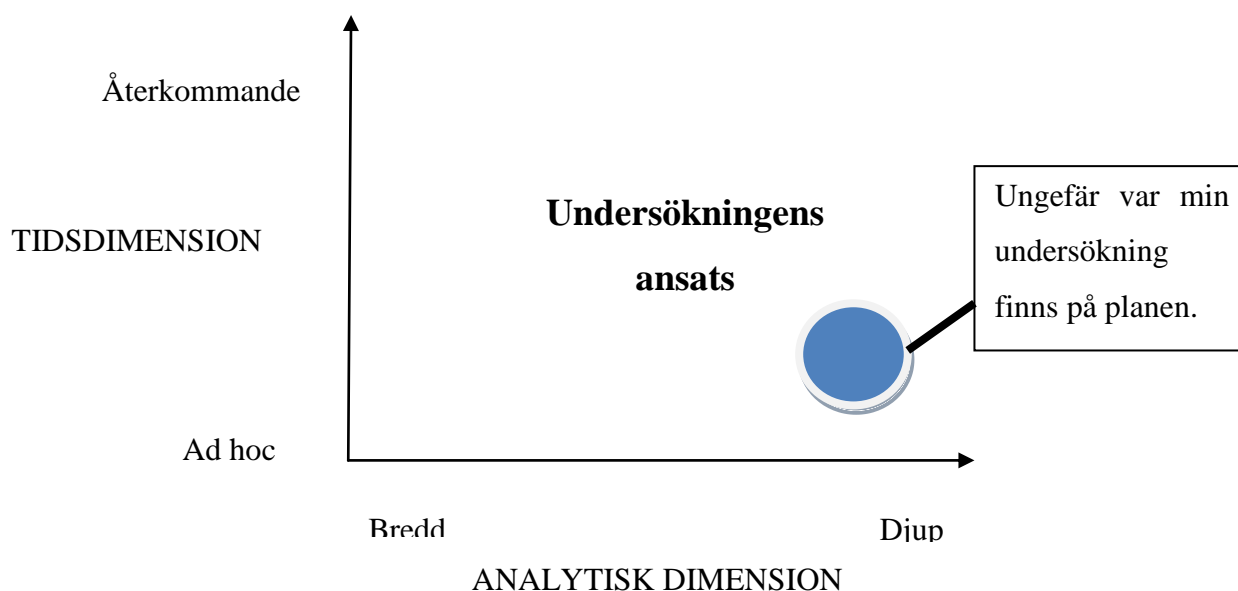 Återkommande
TIDSDIMENSION
Undersökningens
ansats
Ungefär var min
undersökning
finns på planen.
Ad hoc
Bredd
Djup
ANALYTISK DIMENSION